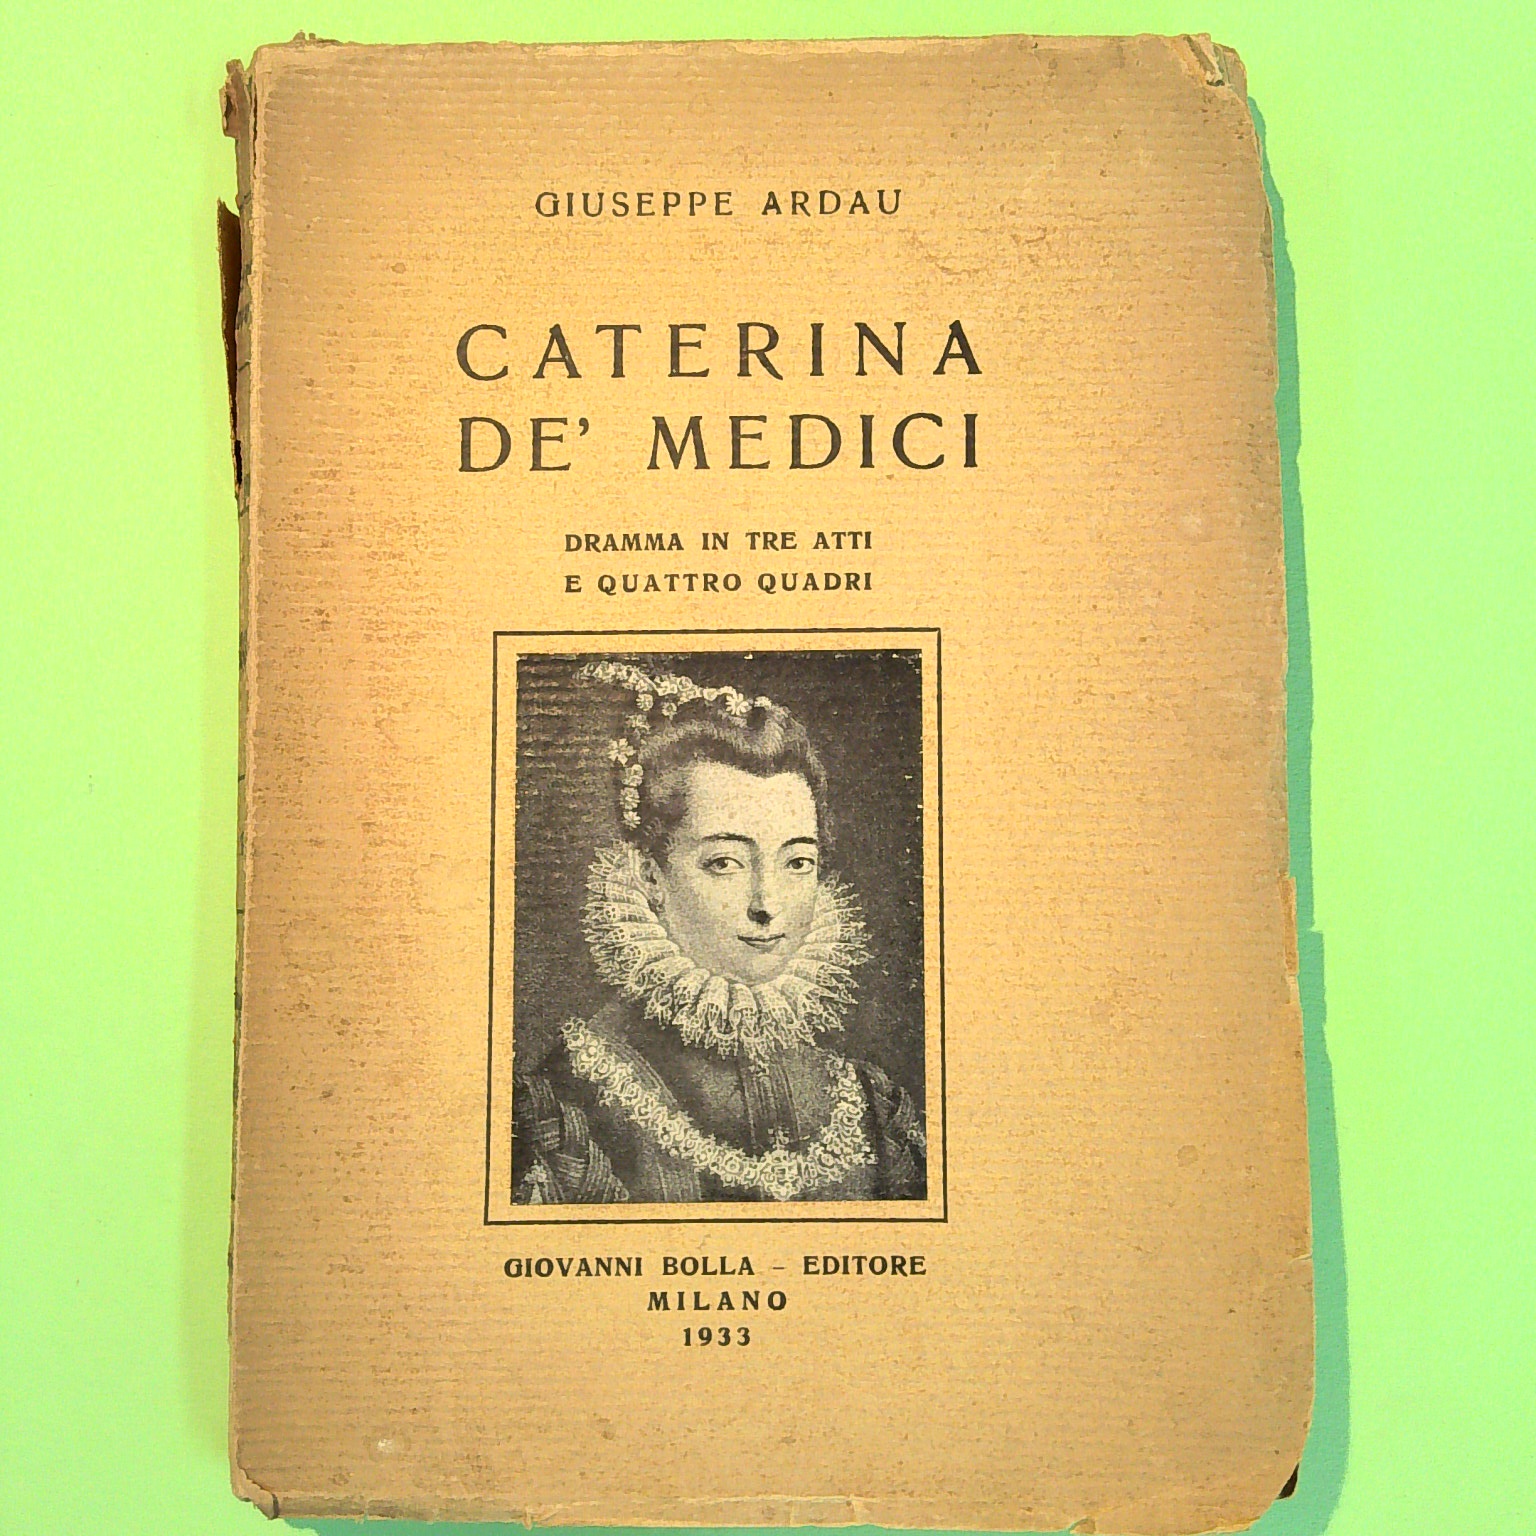 GIUSEPPE ARDAU
CATERINA
DE' MEDICI
DRAMMA IN TRE ATTI
E QUATTRO QUADRI
GIOVANNI BOLLA – EDITORE
MILANO
1933